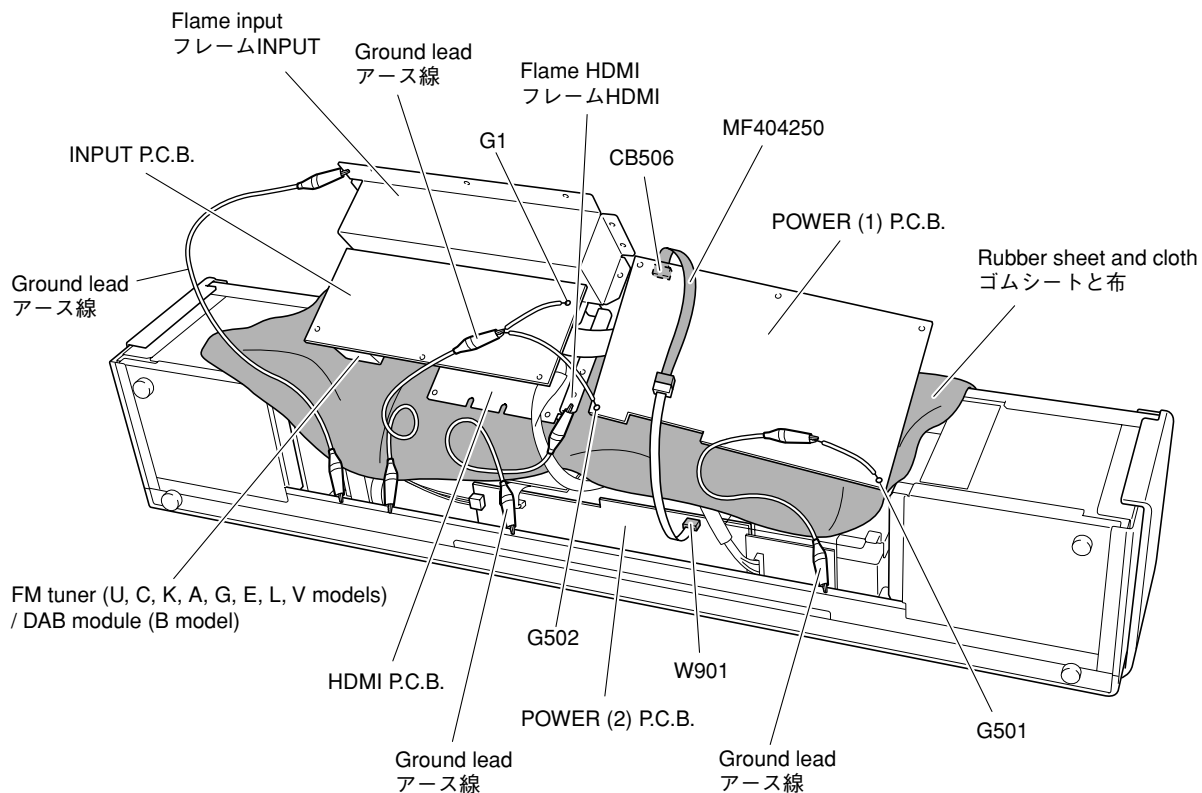 Flame input
フレームINPUT
Ground lead
アース線
Flame HDMI
フレームHDMI
G1
CB506
MF404250
INPUT P.C.B.
POWER (1) P.C.B.
Rubber sheet and cloth
ゴムシートと布
Ground lead
アース線
FM tuner (U, C, K, A, G, E, L, V models)
/ DAB module (B model)
HDMI P.C.B.
G502
W901
POWER (2) P.C.B.
G501
Ground lead
アース線
Ground lead
アース線